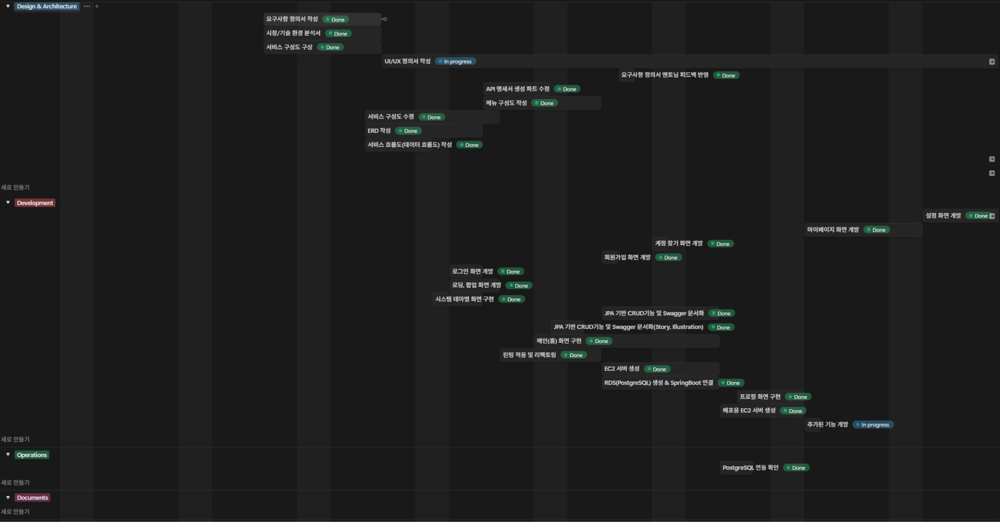 Design & Architecture
요구사항 정의서 작성 Done
시장/기술 환경 분석서 Done
서비스 구성도 구상 Done
UI/UX 정의서 작성 In progress
요구사항 정의서 멘토님 피드백 반영 Done
API 명세서 생성 파트 수정 Done
메뉴 구성도 작성 Done
서비스 구성도 수정 Done
ERD 작성 Done
서비스 흐름도(데이터 흐름도) 작성 Done
새로 만들기
Development
설정 화면 개발 Done
마이페이지 화면 개발 Done
계정 찾기 화면 개발 Done
회원가입 화면 개발 Done
로그인 화면 개발 Done
로딩, 팝업 화면 개발 Done
시스템 테마별 화면 구현 Done
JPA 기반 CRUD기능 및 Swagger 문서화 Done
JPA 기반 CRUD기능 및 Swagger 문서화(Story, Illustration) Done
메인(홈) 화면 구현 Done
린팅 적용 및 리팩토링 Done
EC2 서버 생성 Done
RDS(PostgreSQL) 생성 & SpringBoot 연결 Done
프로필 화면 구현 Done
배포용 EC2 서버 생성 Done
추가된 기능 개발 In progress
새로 만들기
Operations
PostgreSQL 연동 확인 Done
새로 만들기
Documents
새로 만들기